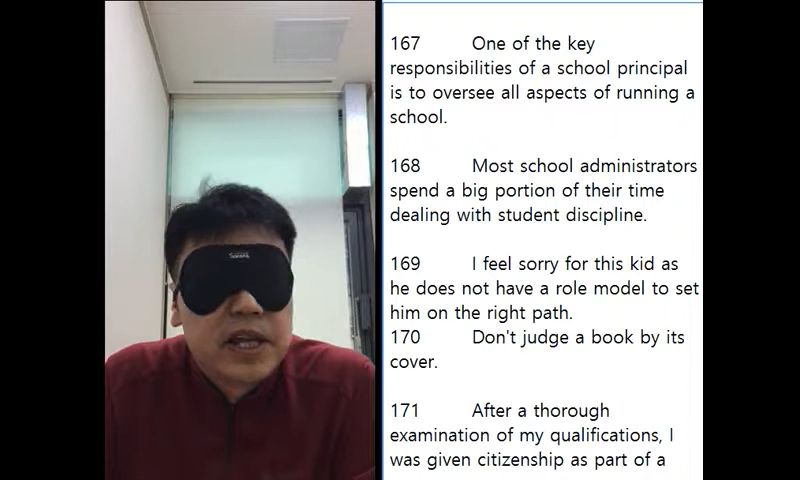 167 One of the key
responsibilities of a school principal
is to oversee all aspects of running a
school.
168 Most school administrators
spend a big portion of their time
dealing with student discipline.
169 I feel sorry for this kid as
he does not have a role model to set
him on the right path.
170 Don't judge a book by its
cover.
171 After a thorough
examination of my qualifications, I
was given citizenship as part of a